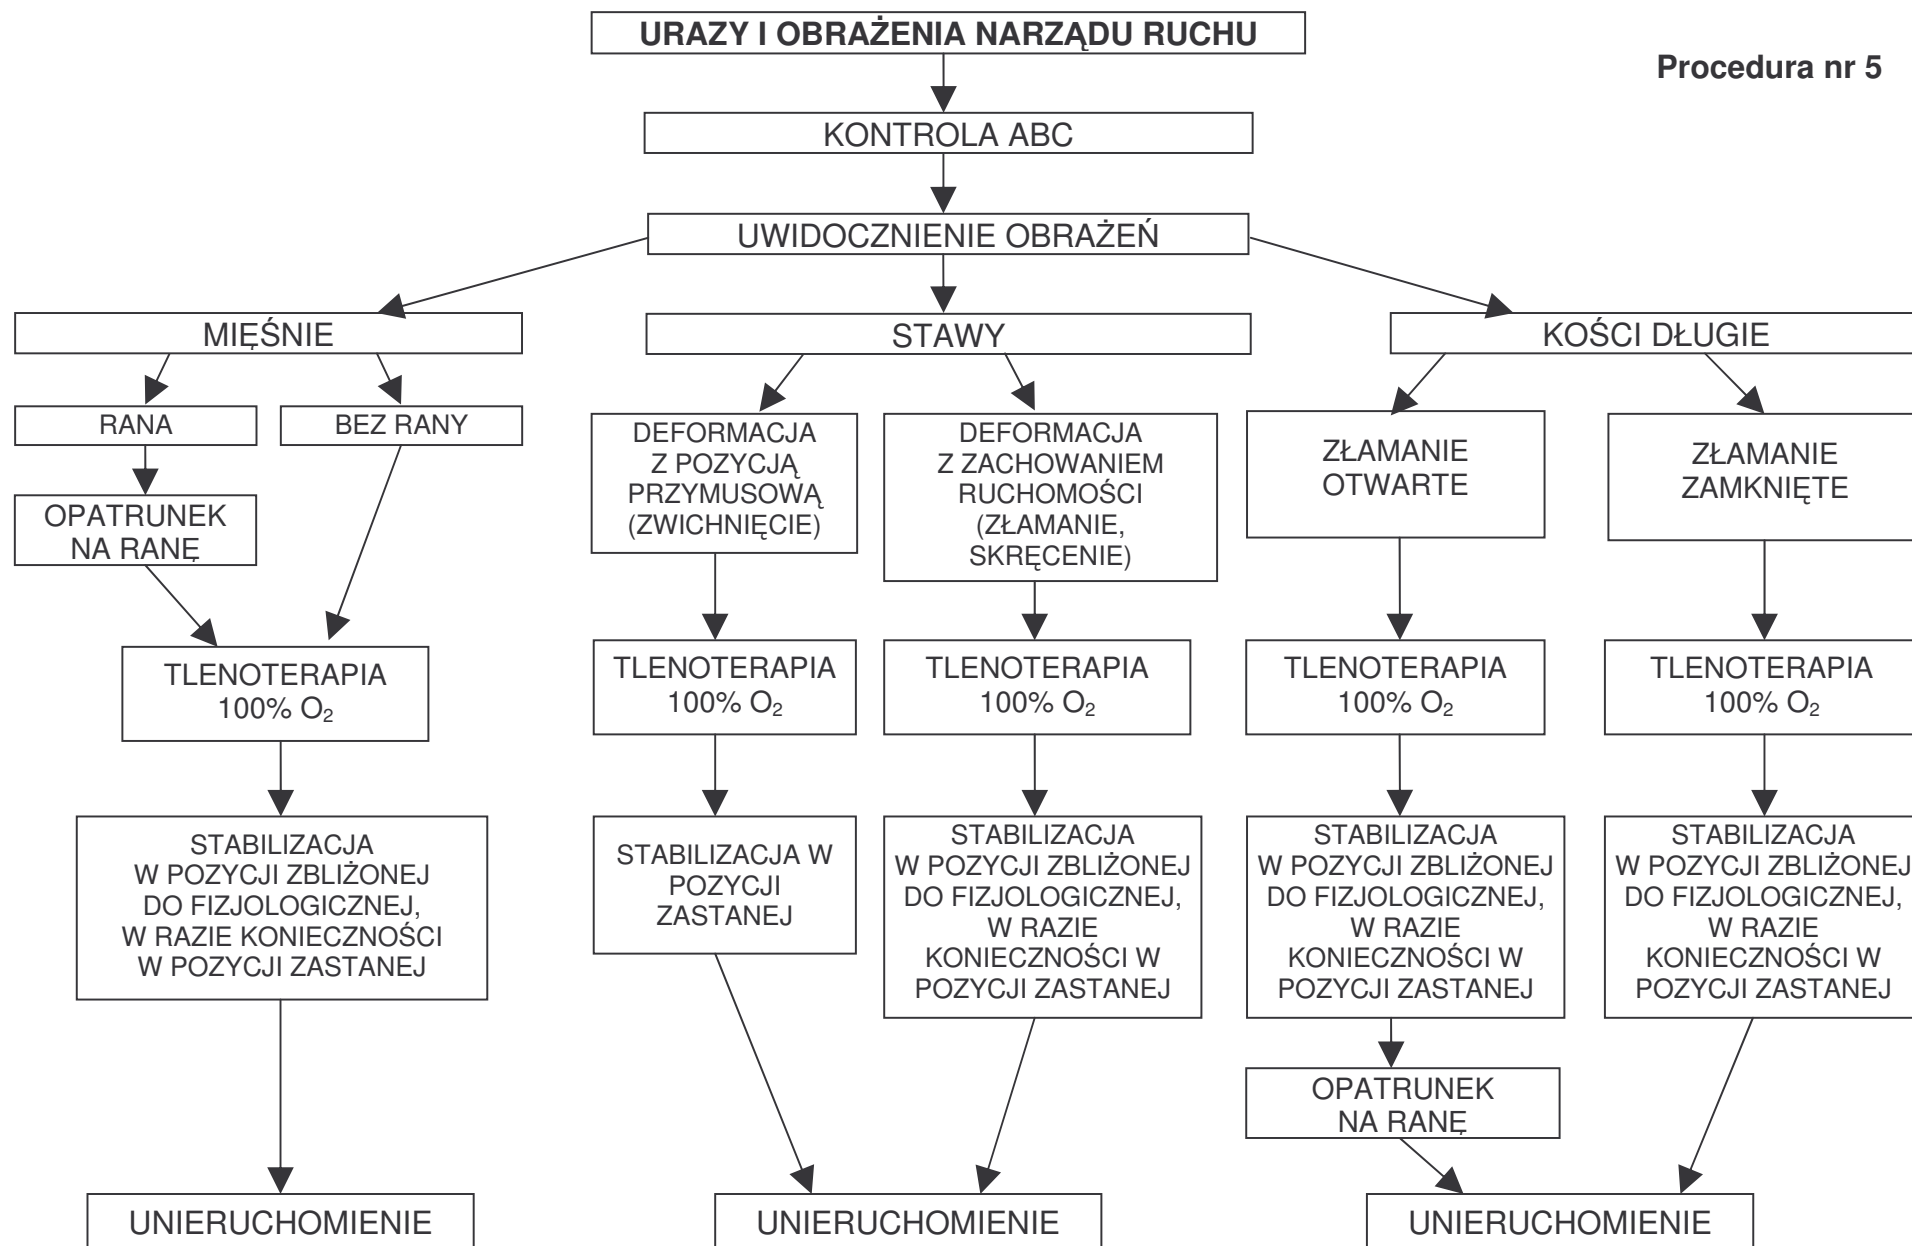 URAZY I OBRAŻENIA NARZĄDU RUCHU
Procedura nr 5
KONTROLA ABC
UWIDOCZNIENIE OBRAŻEŃ
MIĘŚNIE
STAWY
KOŚCI DŁUGIE
RANA
BEZ RANY
OPATRUNEK
NA RANĘ
DEFORMACJA
Z POZYCJĄ
PRZYMUSOWĄ
(ZWICHNIĘCIE)
DEFORMACJA
Z ZACHOWANIEM
RUCHOMOŚCI
(ZŁAMANIE,
SKRĘCENIE)
ZŁAMANIE
OTWARTE
ZŁAMANIE
ZAMKNIĘTE
TLENOTERAPIA
100% O₂
TLENOTERAPIA
100% O₂
TLENOTERAPIA
100% O₂
TLENOTERAPIA
100% O₂
TLENOTERAPIA
100% O₂
STABILIZACJA
W POZYCJI ZBLIŻONEJ
DO FIZJOLOGICZNEJ,
W RAZIE KONIECZNOŚCI
W POZYCJI ZASTANEJ
STABILIZACJA W
POZYCJI
ZASTANEJ
STABILIZACJA
W POZYCJI ZBLIŻONEJ
DO FIZJOLOGICZNEJ,
W RAZIE
KONIECZNOŚCI W
POZYCJI ZASTANEJ
STABILIZACJA
W POZYCJI ZBLIŻONEJ
DO FIZJOLOGICZNEJ,
W RAZIE
KONIECZNOŚCI W
POZYCJI ZASTANEJ
STABILIZACJA
W POZYCJI ZBLIŻONEJ
DO FIZJOLOGICZNEJ,
W RAZIE
KONIECZNOŚCI W
POZYCJI ZASTANEJ
OPATRUNEK
NA RANĘ
UNIERUCHOMIENIE
UNIERUCHOMIENIE
UNIERUCHOMIENIE